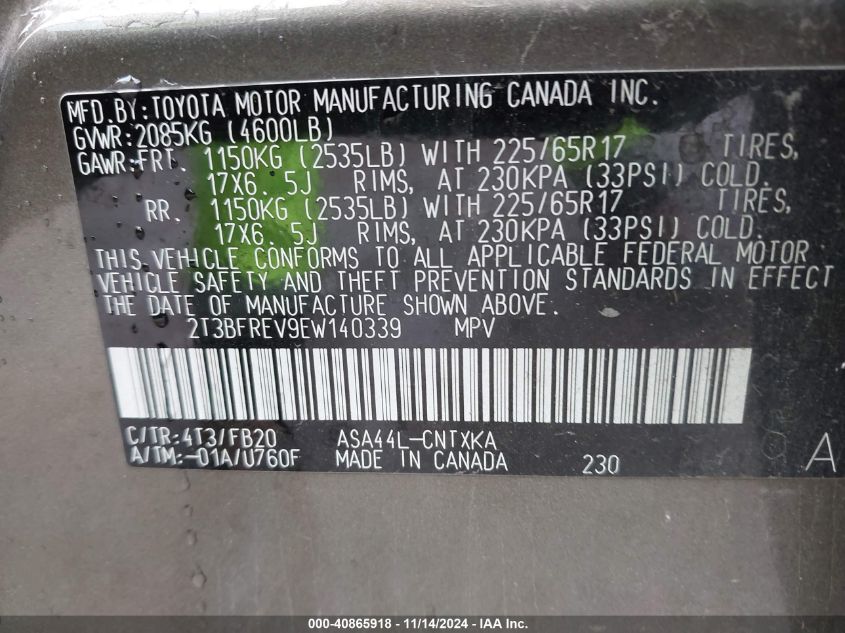 MFD.BY:TOYOTA MOTOR MANUFACTURING CANADA INC.
GVWR:2085KG (4600LB)
GAWR:FRT. 1150KG (2535LB) WITH 225/65R17 TIRES,
17X6.5J RIMS, AT 230KPA (33PSI) COLD.
RR. 1150KG (2535LB) WITH 225/65R17 TIRES,
17X6.5J RIMS, AT 230KPA (33PSI) COLD.
THIS VEHICLE CONFORMS TO ALL APPLICABLE FEDERAL MOTOR
VEHICLE SAFETY AND THEFT PREVENTION STANDARDS IN EFFECT
THE DATE OF MANUFACTURE SHOWN ABOVE.
2T3BFREV9EW140339 MPV
C/TR:4T3/FB20 ASA44L-CNTXKA
A/TM:-01A/U760F MADE IN CANADA 230 A
000-40865918 - 11/14/2024 - IAA Inc.